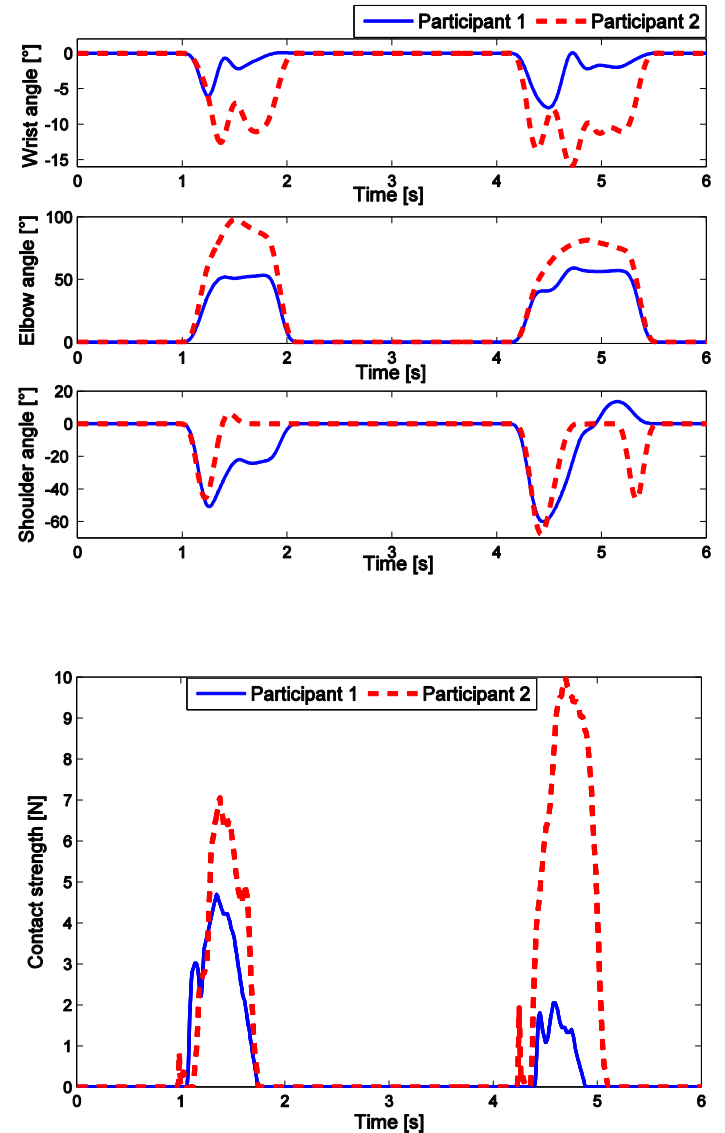 Participant 1 Participant 2
Wrist angle [°]
0
-5
-10
-15
0 1 2 3 4 5 6
Time [s]
Elbow angle [°]
100
50
0
0 1 2 3 4 5 6
Time [s]
Shoulder angle [°]
20
0
-20
-40
-60
0 1 2 3 4 5 6
Time [s]
Participant 1 Participant 2
Contact strength [N]
10
9
8
7
6
5
4
3
2
1
0
0 1 2 3 4 5 6
Time [s]